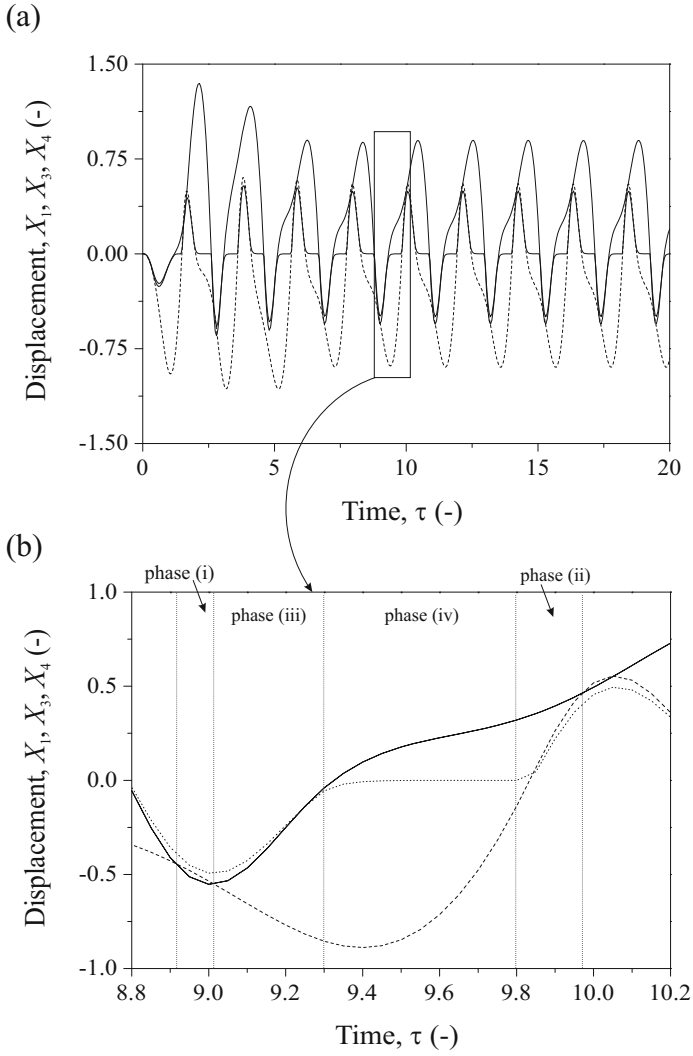 (a)
Displacement, X₁, X₃, X₄ (-)
1.50
0.75
0.00
-0.75
-1.50
0 5 10 15 20
Time, τ (-)
(b)
phase (i)
phase (ii)
phase (iii)
phase (iv)
Displacement, X₁, X₃, X₄ (-)
1.0
0.5
0.0
-0.5
-1.0
8.8 9.0 9.2 9.4 9.6 9.8 10.0 10.2
Time, τ (-)